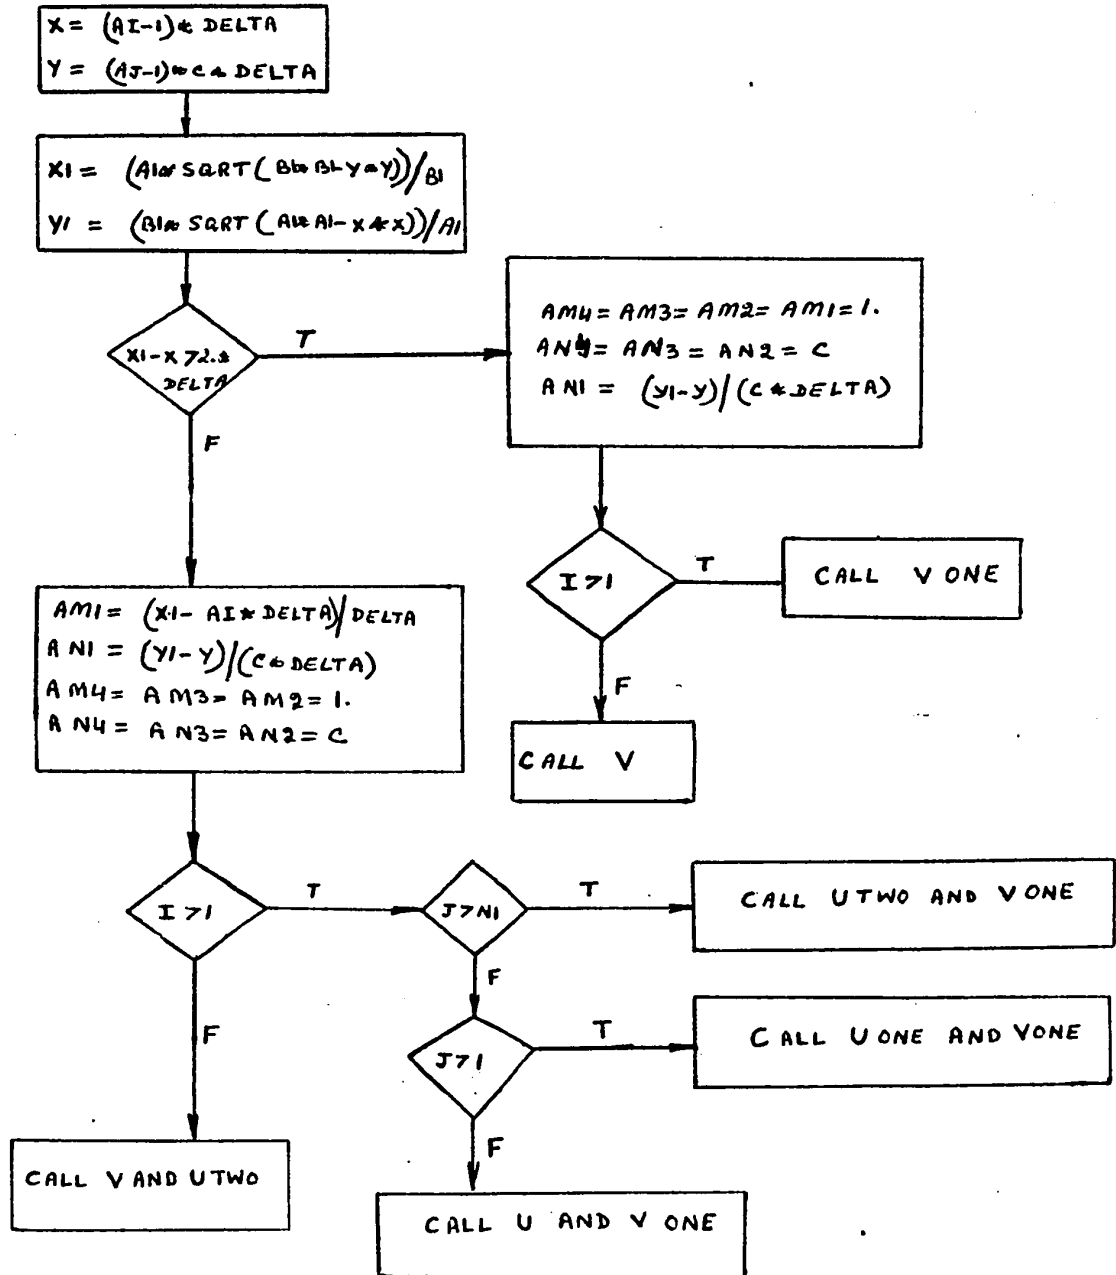 X = (AI-1)* DELTA
Y = (AJ-1)*C* DELTA
X1 = (A1* SQRT (B1* B1-Y*Y))/B1
Y1 = (B1* SQRT (A1* A1-X*X))/A1
X1-X>2.*
DELTA
T
F
AM4= AM3= AM2= AM1=1.
AN4= AN3 = AN2 = C
AN1 = (Y1-Y)/(C*DELTA)
I>1
T
CALL V ONE
F
CALL V
AM1= (X1- AI* DELTA)/DELTA
AN1 = (Y1-Y)/(C*DELTA)
AM4= AM3= AM2= 1.
AN4= AN3= AN2= C
I>1
T
J>N1
T
CALL UTWO AND VONE
F
F
J>1
T
CALL UONE AND VONE
F
CALL V AND UTWO
CALL U AND V ONE